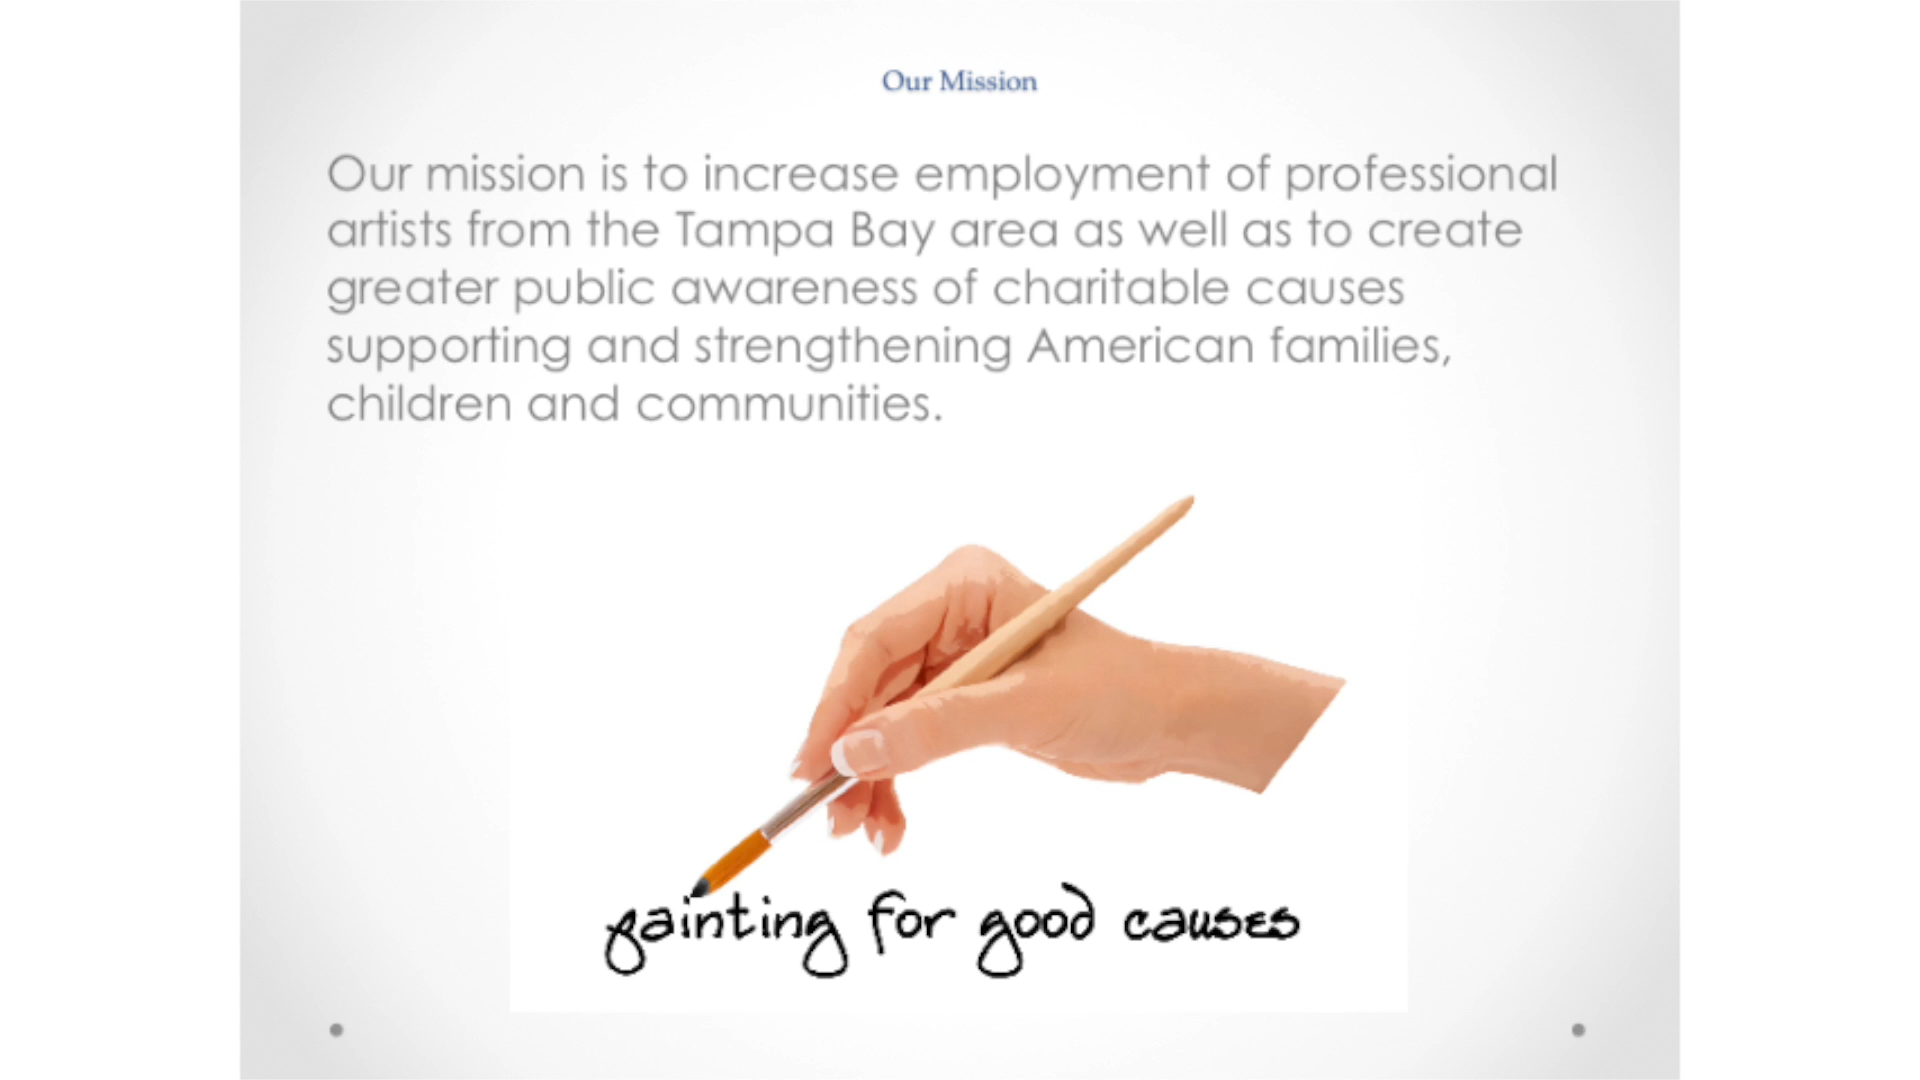 Our Mission
Our mission is to increase employment of professional
artists from the Tampa Bay area as well as to create
greater public awareness of charitable causes
supporting and strengthening American families,
children and communities.
painting for good causes